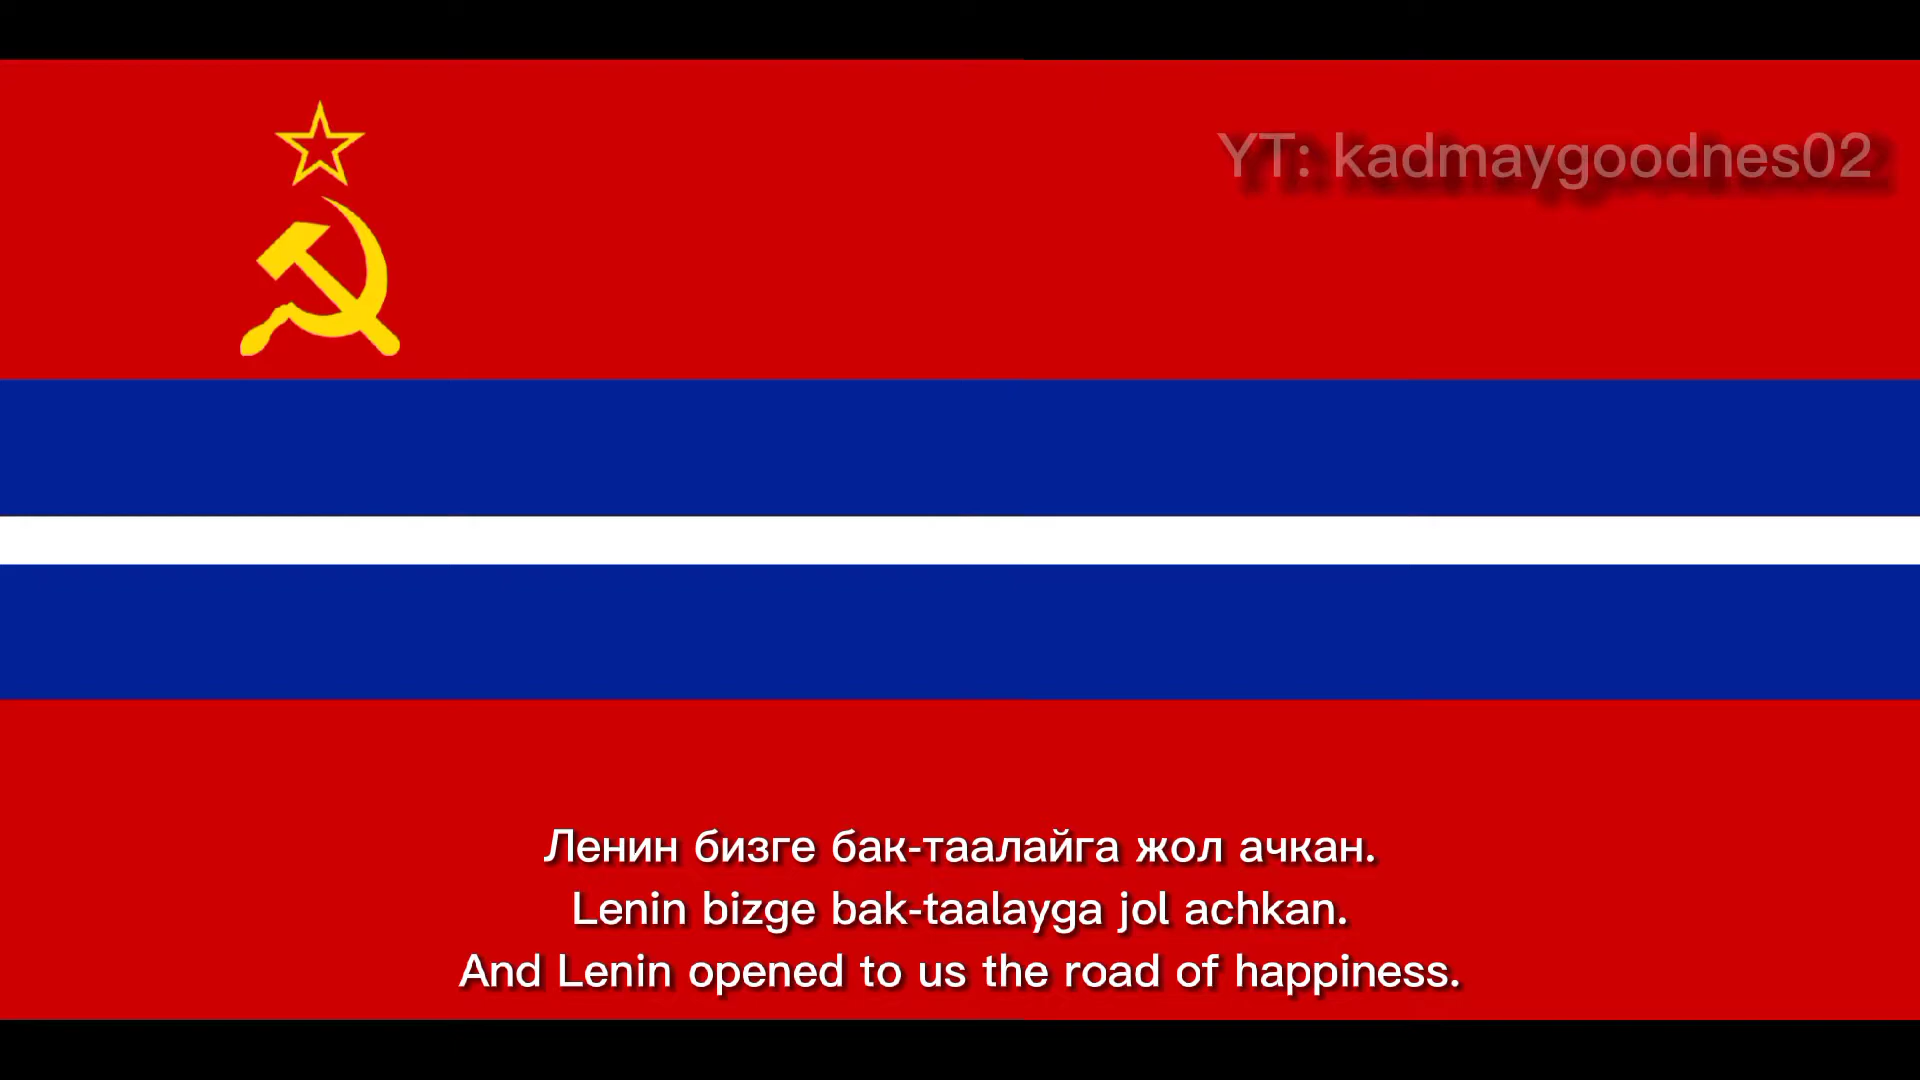 YT: kadmaygoodnes02
Ленин бизге бак-таалайга жол ачкан.
Lenin bizge bak-taalayga jol achkan.
And Lenin opened to us the road of happiness.